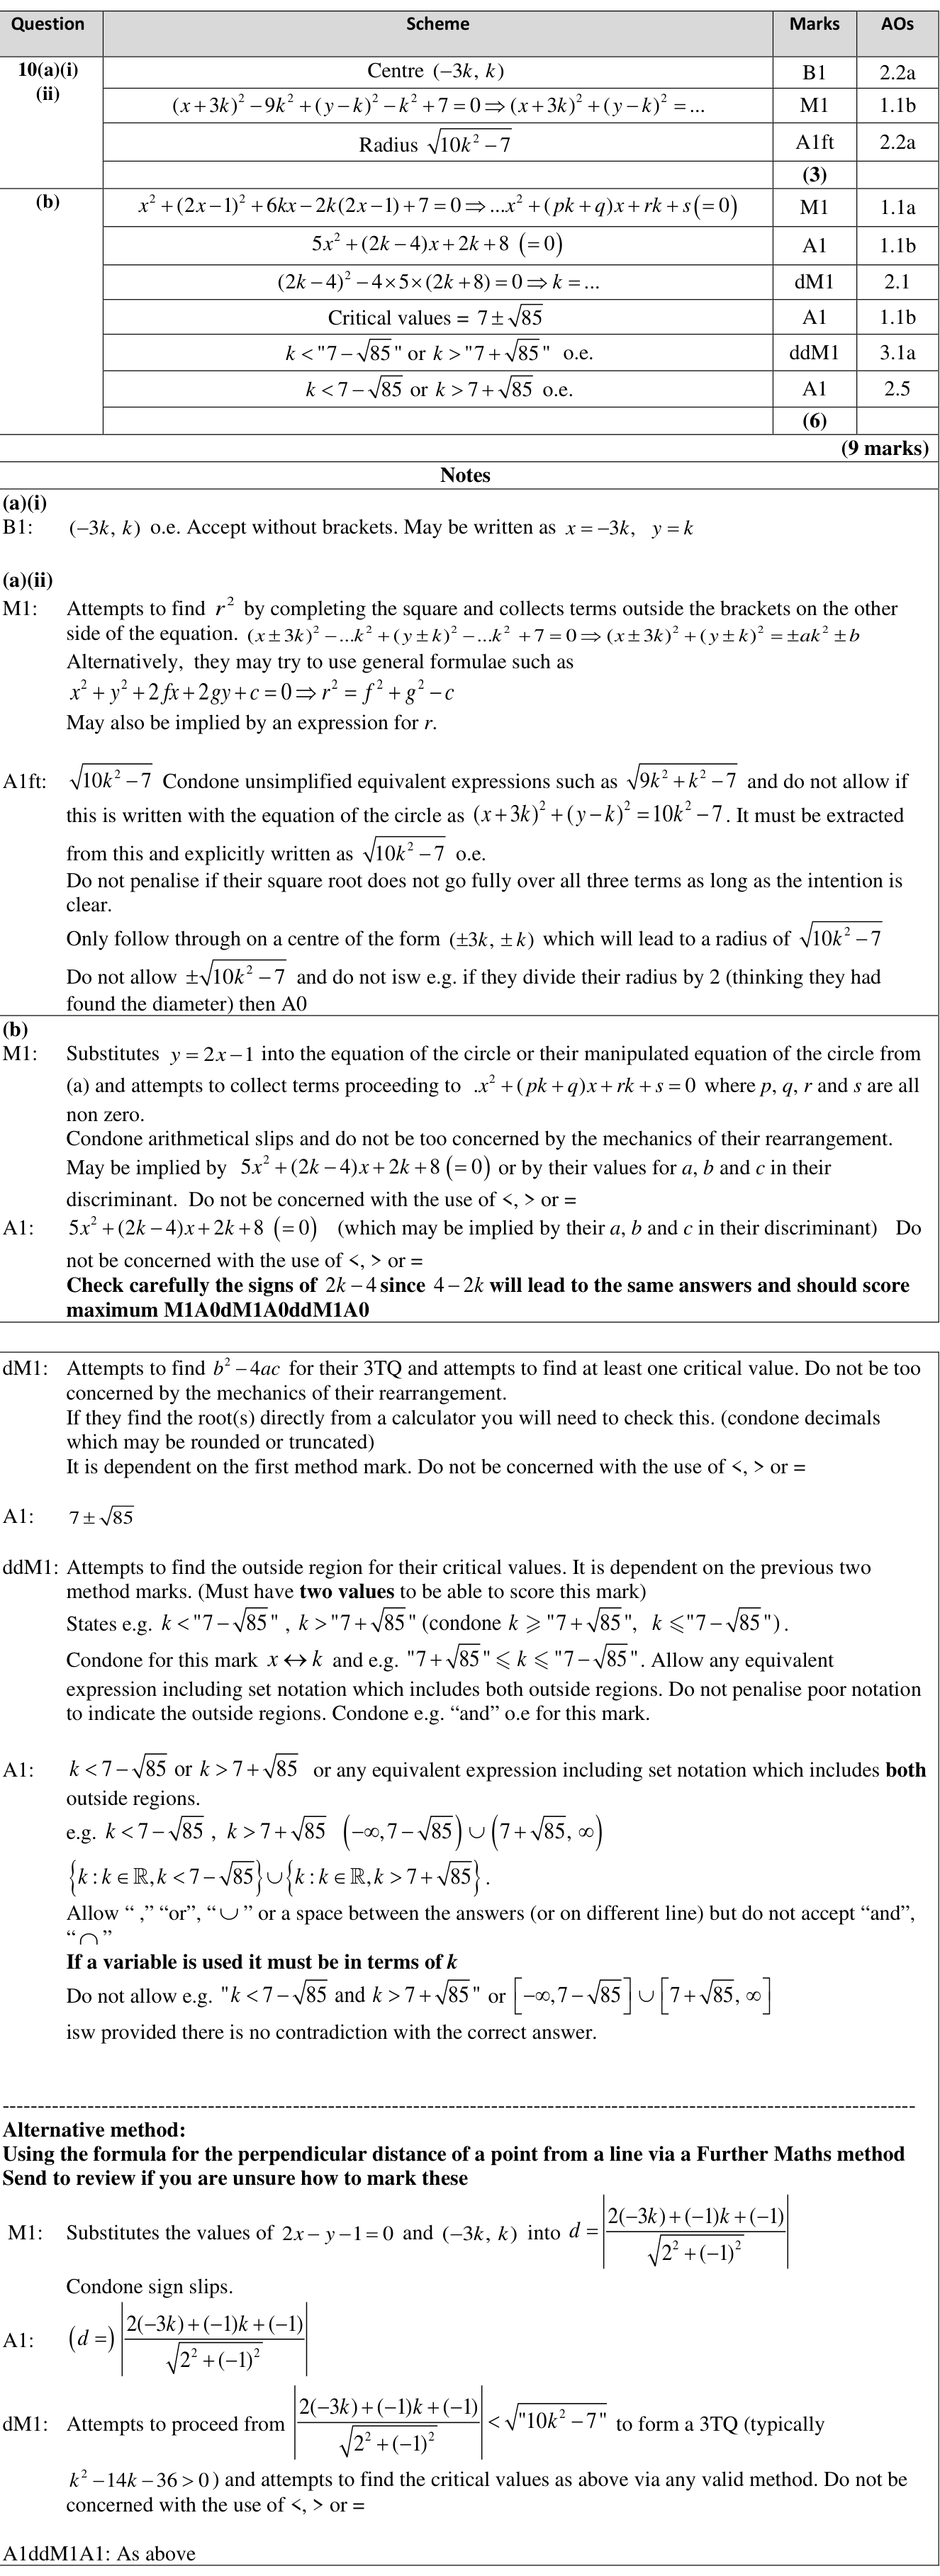 Question Scheme Marks AOs
10(a)(i) Centre (−3k, k) B1 2.2a
(ii) (x+3k)² −9k² +(y−k)² −k² +7=0⇒(x+3k)² +(y−k)² =... M1 1.1b
Radius √(10k² −7) A1ft 2.2a
(3)
(b) x² +(2x−1)² +6kx−2k(2x−1)+7=0⇒...x² +(pk+q)x+rk+s(=0) M1 1.1a
5x² +(2k−4)x+2k+8 (=0) A1 1.1b
(2k−4)² −4×5×(2k+8)=0⇒k=... dM1 2.1
Critical values = 7±√85 A1 1.1b
k<"7−√85" or k>"7+√85" o.e. ddM1 3.1a
k<7−√85 or k>7+√85 o.e. A1 2.5
(6)
(9 marks)
Notes
(a)(i)
B1: (−3k, k) o.e. Accept without brackets. May be written as x=−3k, y=k
(a)(ii)
M1: Attempts to find r² by completing the square and collects terms outside the brackets on the other
side of the equation. (x±3k)² −...k² +(y±k)² −...k² +7=0⇒(x±3k)² +(y±k)² =±ak² ±b
Alternatively, they may try to use general formulae such as
x² + y² +2fx+2gy+c=0⇒r² = f² + g² −c
May also be implied by an expression for r.
A1ft: √(10k² −7) Condone unsimplified equivalent expressions such as √(9k² +k² −7) and do not allow if
this is written with the equation of the circle as (x+3k)² +(y−k)² =10k² −7. It must be extracted
from this and explicitly written as √(10k² −7) o.e.
Do not penalise if their square root does not go fully over all three terms as long as the intention is
clear.
Only follow through on a centre of the form (±3k, ±k) which will lead to a radius of √(10k² −7)
Do not allow ±√(10k² −7) and do not isw e.g. if they divide their radius by 2 (thinking they had
found the diameter) then A0
(b)
M1: Substitutes y=2x−1 into the equation of the circle or their manipulated equation of the circle from
(a) and attempts to collect terms proceeding to .x² +(pk+q)x+rk+s=0 where p, q, r and s are all
non zero.
Condone arithmetical slips and do not be too concerned by the mechanics of their rearrangement.
May be implied by 5x² +(2k−4)x+2k+8 (=0) or by their values for a, b and c in their
discriminant. Do not be concerned with the use of <, > or =
A1: 5x² +(2k−4)x+2k+8 (=0) (which may be implied by their a, b and c in their discriminant) Do
not be concerned with the use of <, > or =
Check carefully the signs of 2k−4 since 4−2k will lead to the same answers and should score
maximum M1A0dM1A0ddM1A0
dM1: Attempts to find b² −4ac for their 3TQ and attempts to find at least one critical value. Do not be too
concerned by the mechanics of their rearrangement.
If they find the root(s) directly from a calculator you will need to check this. (condone decimals
which may be rounded or truncated)
It is dependent on the first method mark. Do not be concerned with the use of <, > or =
A1: 7±√85
ddM1: Attempts to find the outside region for their critical values. It is dependent on the previous two
method marks. (Must have two values to be able to score this mark)
States e.g. k<"7−√85", k>"7+√85" (condone k⩾"7+√85", k⩽"7−√85").
Condone for this mark x↔k and e.g. "7+√85"⩽k⩽"7−√85". Allow any equivalent
expression including set notation which includes both outside regions. Do not penalise poor notation
to indicate the outside regions. Condone e.g. “and” o.e for this mark.
A1: k<7−√85 or k>7+√85 or any equivalent expression including set notation which includes both
outside regions.
e.g. k<7−√85 , k>7+√85 (−∞,7−√85)∪(7+√85, ∞)
{k:k∈ℝ,k<7−√85}∪{k:k∈ℝ,k>7+√85}.
Allow “ ,” “or”, “∪” or a space between the answers (or on different line) but do not accept “and”,
“∩”
If a variable is used it must be in terms of k
Do not allow e.g. "k<7−√85 and k>7+√85" or [−∞,7−√85]∪[7+√85, ∞]
isw provided there is no contradiction with the correct answer.
Alternative method:
Using the formula for the perpendicular distance of a point from a line via a Further Maths method
Send to review if you are unsure how to mark these
M1: Substitutes the values of 2x−y−1=0 and (−3k, k) into d=|(2(−3k)+(−1)k+(−1))/√(2² +(−1)²)|
Condone sign slips.
A1: (d=)|(2(−3k)+(−1)k+(−1))/√(2² +(−1)²)|
dM1: Attempts to proceed from |(2(−3k)+(−1)k+(−1))/√(2² +(−1)²)|<√("10k² −7") to form a 3TQ (typically
k² −14k−36>0) and attempts to find the critical values as above via any valid method. Do not be
concerned with the use of <, > or =
A1ddM1A1: As above